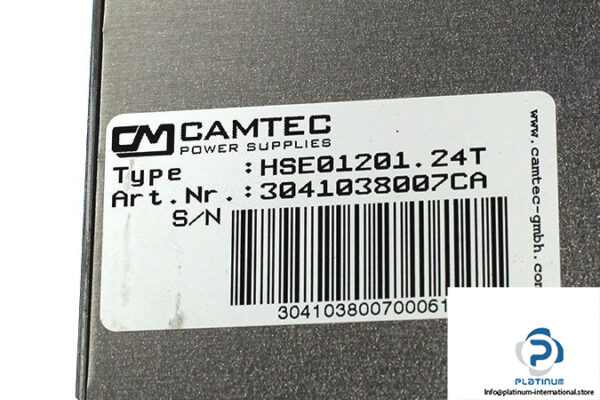 CM CAMTEC
POWER SUPPLIES
Type :HSE01201.24T
Art.Nr.:3041038007CA
S/N
30410380070006
www.camtec-gmbh.com
PLATINUM
Info@platinum-international.store